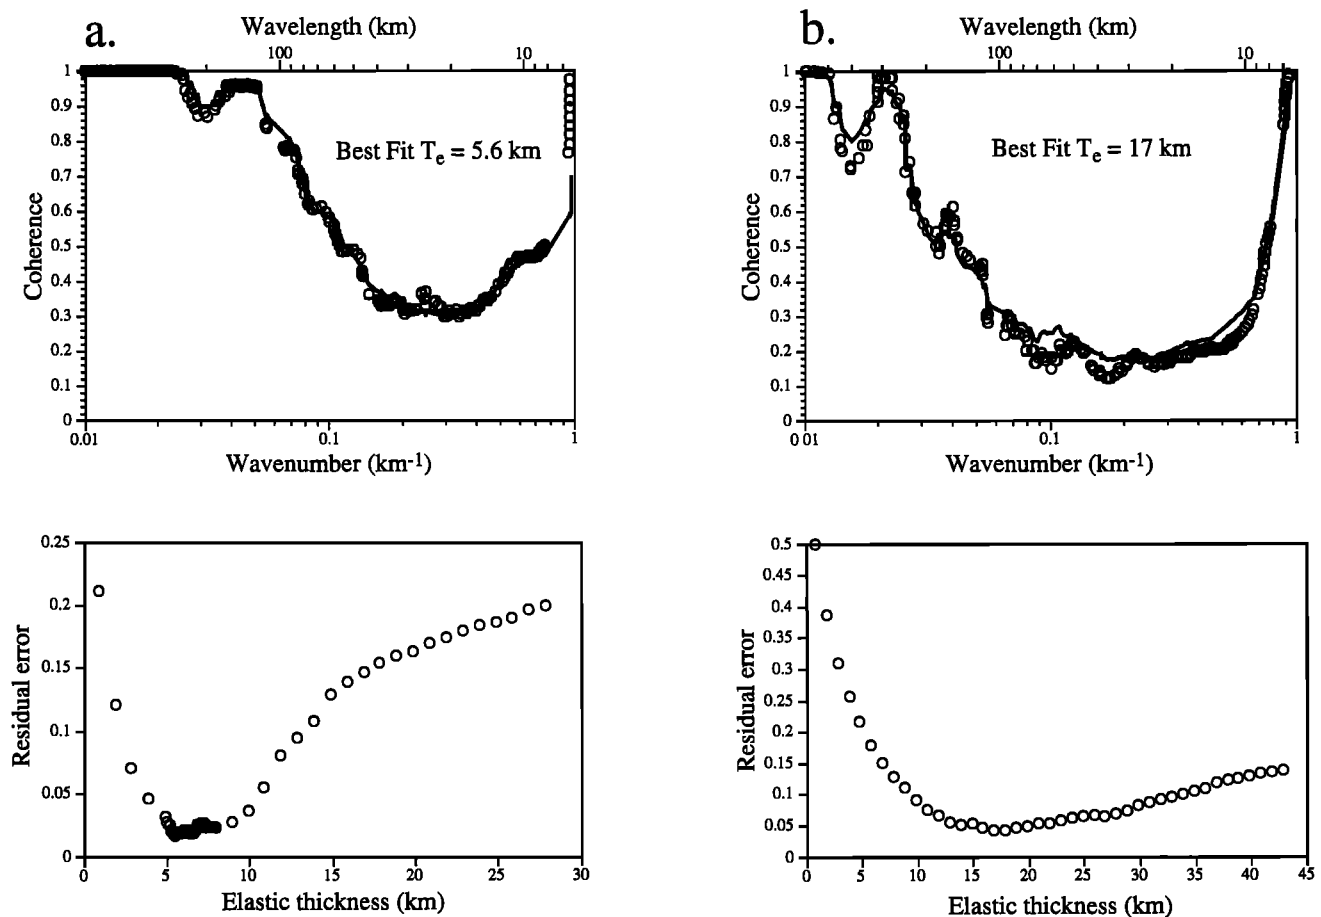 a.
Wavelength (km)
100 10
1
0.9
0.8
0.7
0.6
0.5
0.4
0.3
0.2
0.1
0
Coherence
Best Fit Te = 5.6 km
0.01 0.1 1
Wavenumber (km-1)
b.
Wavelength (km)
100 10
1
0.9
0.8
0.7
0.6
0.5
0.4
0.3
0.2
0.1
0
Coherence
Best Fit Te = 17 km
0 01 0.1 1
Wavenumber (km-1)
0.25
0.2
0.15
0.1
0.05
0
Residual error
0 5 10 15 20 25 30
Elastic thickness (km)
0.5
0.45
0.4
0.35
0.3
0.25
0.2
0.15
0.1
0.05
0
Residual error
0 5 10 15 20 25 30 35 40 45
Elastic thickness (km)